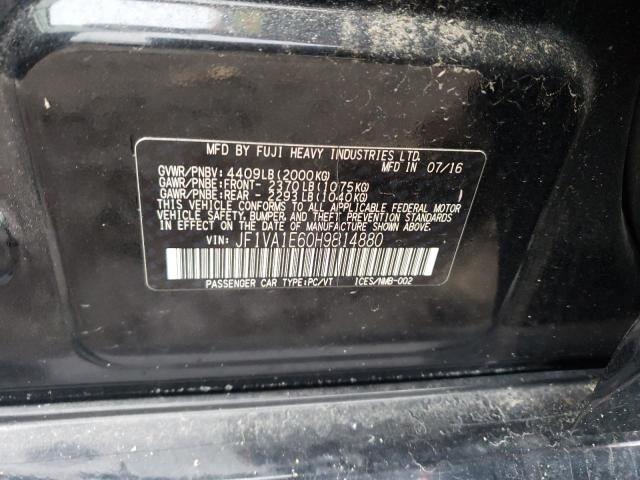 MFD BY FUJI HEAVY INDUSTRIES LTD.
MFD IN 07/16
GVWR/PNBV: 4409LB(2000KG)
GAWR/PNBE:FRONT- 2370LB(1075KG)
GAWR/PNBE:REAR - 2293LB(1040KG)
THIS VEHICLE CONFORMS TO ALL APPLICABLE FEDERAL MOTOR
VEHICLE SAFETY, BUMPER, AND THEFT PREVENTION STANDARDS
IN EFFECT ON THE DATE OF MANUFACTURE SHOWN ABOVE.
VIN: JF1VA1E60H9814880
PASSENGER CAR TYPE:PC/VT ICES/NMB-002